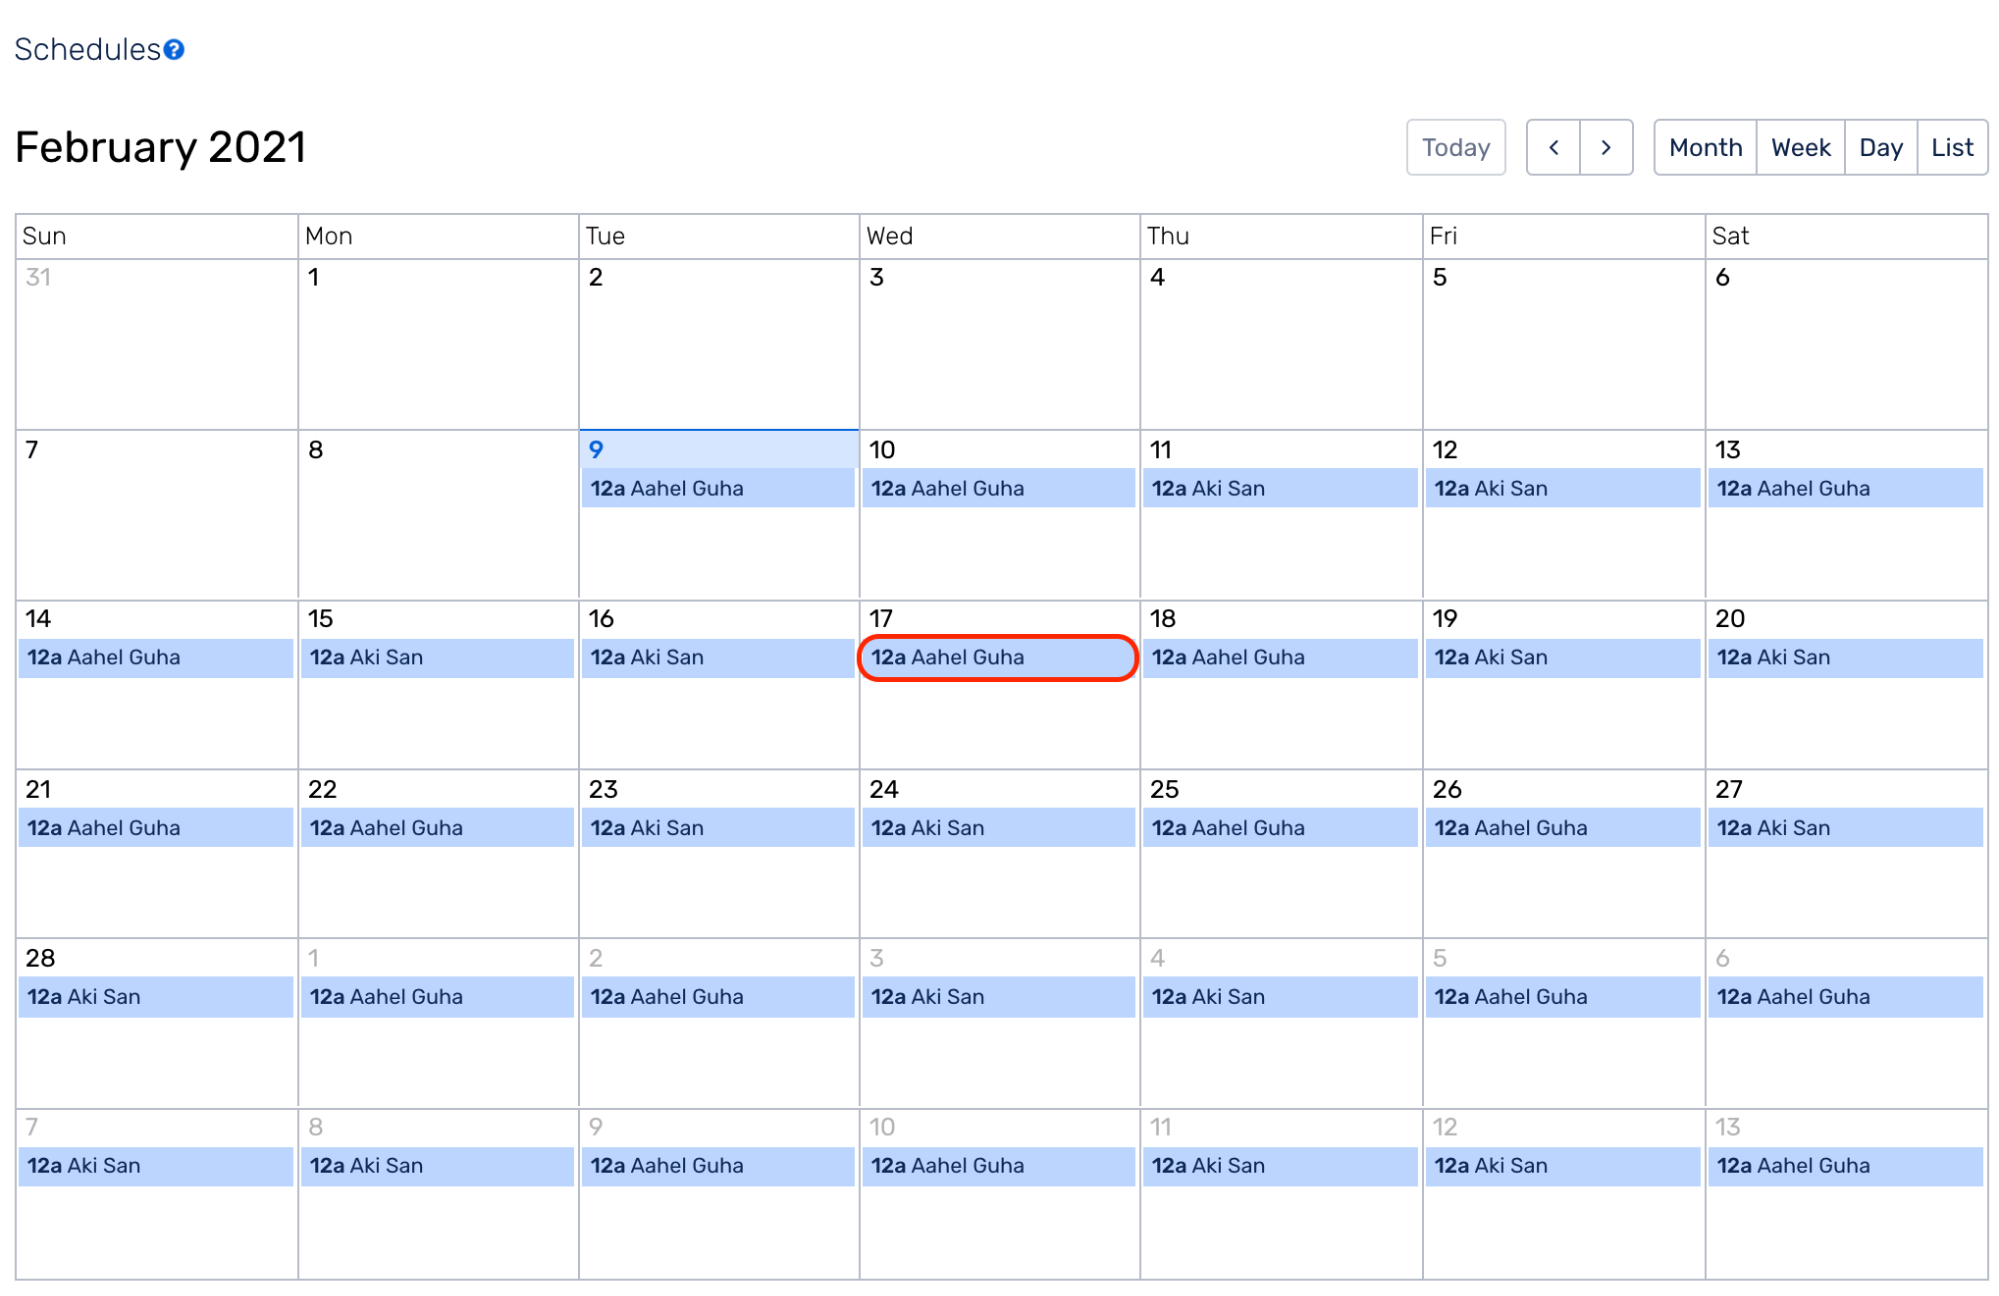 Schedules?
February 2021 Today < > Month Week Day List
Sun Mon Tue Wed Thu Fri Sat
31 1 2 3 4 5 6
7 8 9 10 11 12 13
12a Aahel Guha 12a Aahel Guha 12a Aki San 12a Aki San 12a Aahel Guha
14 15 16 17 18 19 20
12a Aahel Guha 12a Aki San 12a Aki San 12a Aahel Guha 12a Aahel Guha 12a Aki San 12a Aki San
21 22 23 24 25 26 27
12a Aahel Guha 12a Aahel Guha 12a Aki San 12a Aki San 12a Aahel Guha 12a Aahel Guha 12a Aki San
28 1 2 3 4 5 6
12a Aki San 12a Aahel Guha 12a Aahel Guha 12a Aki San 12a Aki San 12a Aahel Guha 12a Aahel Guha
7 8 9 10 11 12 13
12a Aki San 12a Aki San 12a Aahel Guha 12a Aahel Guha 12a Aki San 12a Aki San 12a Aahel Guha